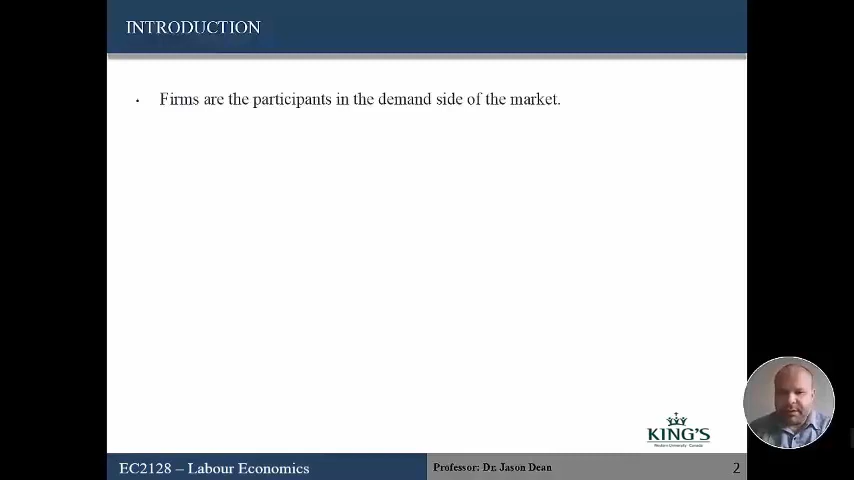 INTRODUCTION
• Firms are the participants in the demand side of the market.
KING'S
Western University · Canada
EC2128 – Labour Economics
Professor: Dr. Jason Dean
2